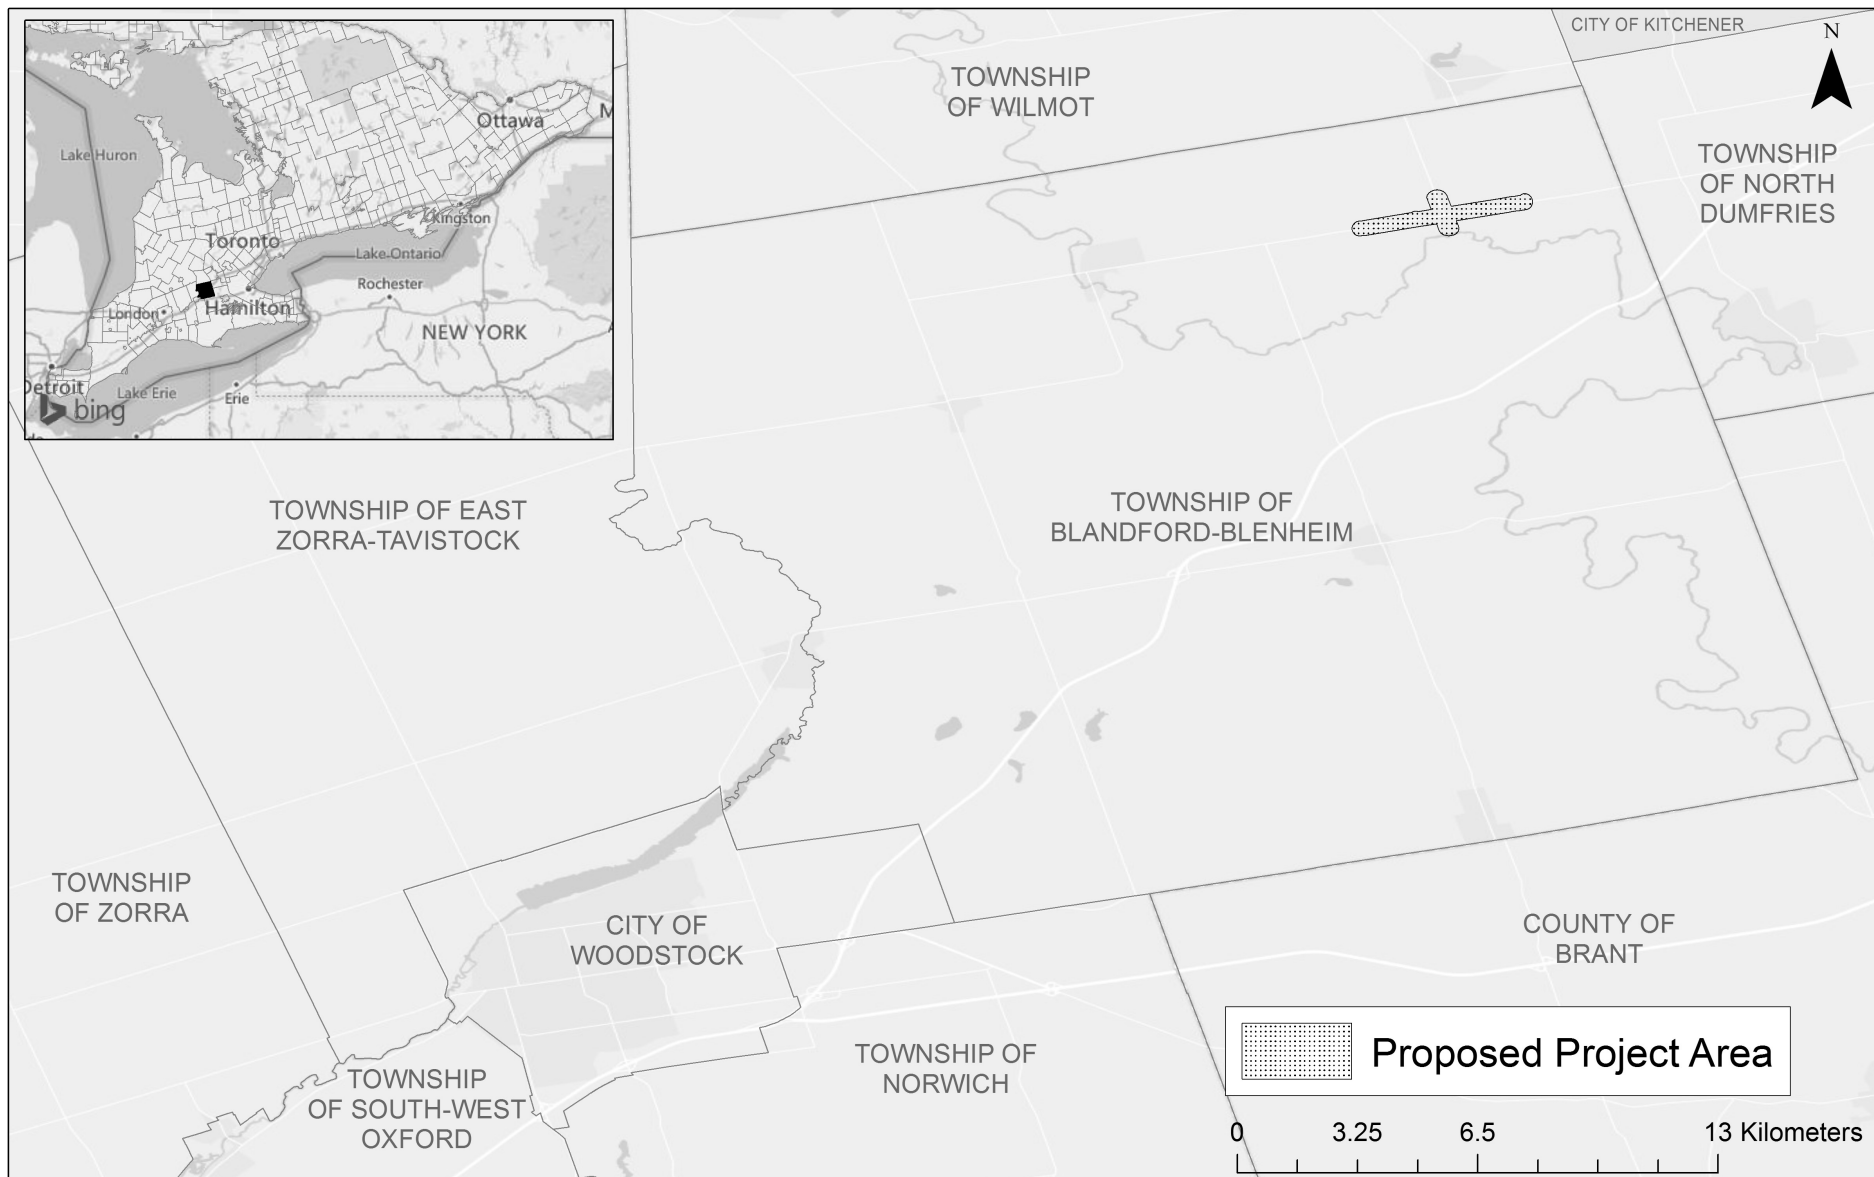 CITY OF KITCHENER
N
TOWNSHIP
OF WILMOT
TOWNSHIP
OF NORTH
DUMFRIES
Ottawa
M
Lake Huron
Kingston
Toronto
Lake Ontario
Rochester
Hamilton
London
NEW YORK
Detroit
Lake Erie
Erie
bing
TOWNSHIP OF EAST
ZORRA-TAVISTOCK
TOWNSHIP OF
BLANDFORD-BLENHEIM
TOWNSHIP
OF ZORRA
CITY OF
WOODSTOCK
COUNTY OF
BRANT
TOWNSHIP OF
NORWICH
TOWNSHIP
OF SOUTH-WEST
OXFORD
Proposed Project Area
0 3.25 6.5 13 Kilometers